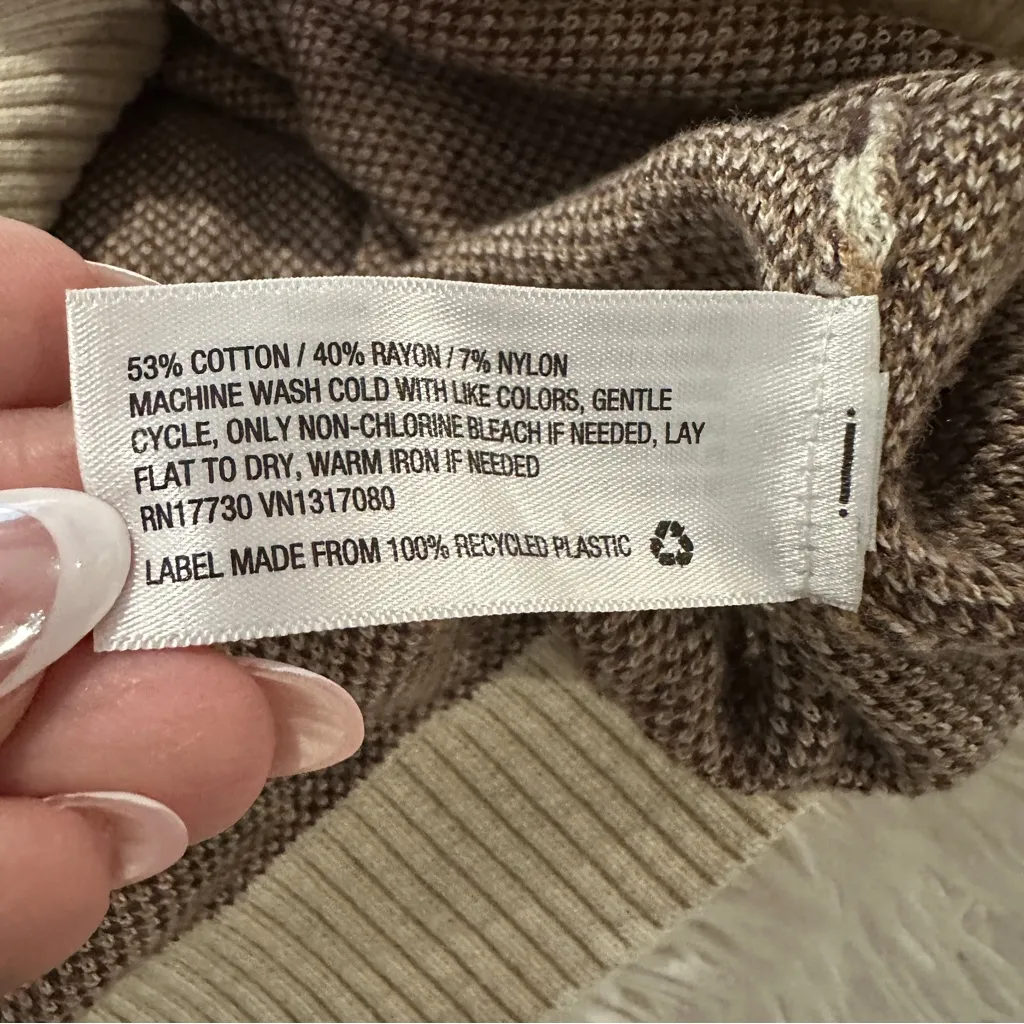 53% COTTON / 40% RAYON / 7% NYLON
MACHINE WASH COLD WITH LIKE COLORS, GENTLE
CYCLE, ONLY NON-CHLORINE BLEACH IF NEEDED, LAY
FLAT TO DRY, WARM IRON IF NEEDED
RN17730 VN1317080
LABEL MADE FROM 100% RECYCLED PLASTIC